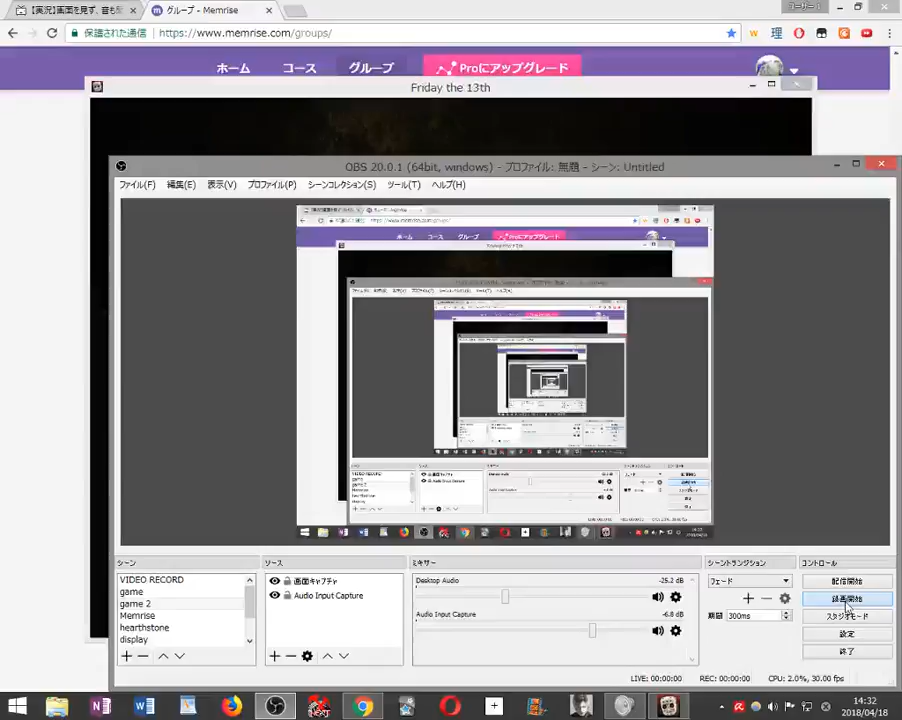 【実況】画面を見ず、音も
グループ - Memrise
ユーザー 1
保護された通信
https://www.memrise.com/groups/
ホーム
コース
グループ
Proにアップグレード
Friday the 13th
OBS 20.0.1 (64bit, windows) - プロファイル: 無題 - シーン: Untitled
ファイル(F)
編集(E)
表示(V)
プロファイル(P)
シーンコレクション(S)
ツール(T)
ヘルプ(H)
シーン
ソース
ミキサー
シーントランジション
コントロール
VIDEO RECORD
game
game 2
Memrise
hearthstone
display
画面キャプチャ
Audio Input Capture
Desktop Audio
-25.2 dB
Audio Input Capture
-6.8 dB
フェード
期間
300ms
配信開始
録画開始
スタジオモード
設定
終了
LIVE: 00:00:00
REC: 00:00:00
CPU: 2.0%, 30.00 fps
14:32
2018/04/18